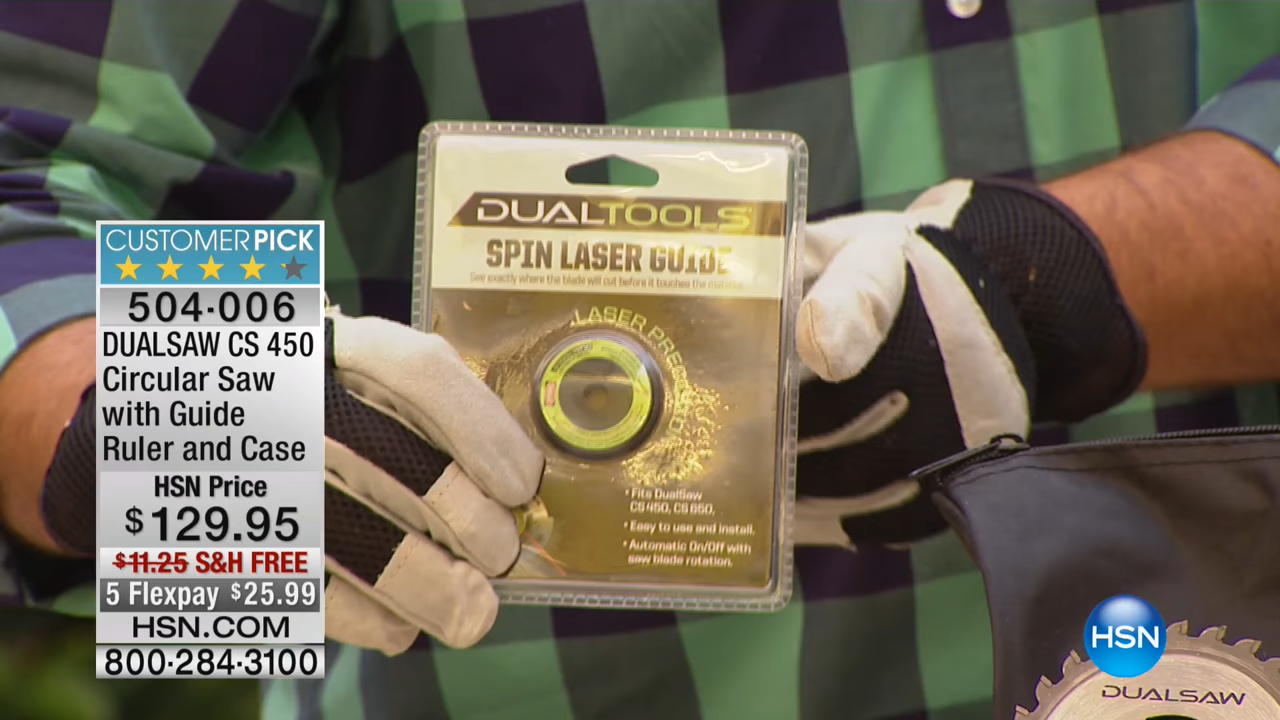 CUSTOMER PICK
504·006
DUALSAW CS 450
Circular Saw
with Guide
Ruler and Case
HSN Price
$129.95
$11.25 S&H FREE
5 Flexpay $25.99
HSN.COM
800·284·3100
DUALTOOLS
SPIN LASER GUIDE
See exactly where the blade will cut before it touches the material.
LASER PRECISION
• Fits DualSaw
CS 450, CS 650.
• Easy to use and install.
• Automatic On/Off with
saw blade rotation.
HSN
DUALSAW